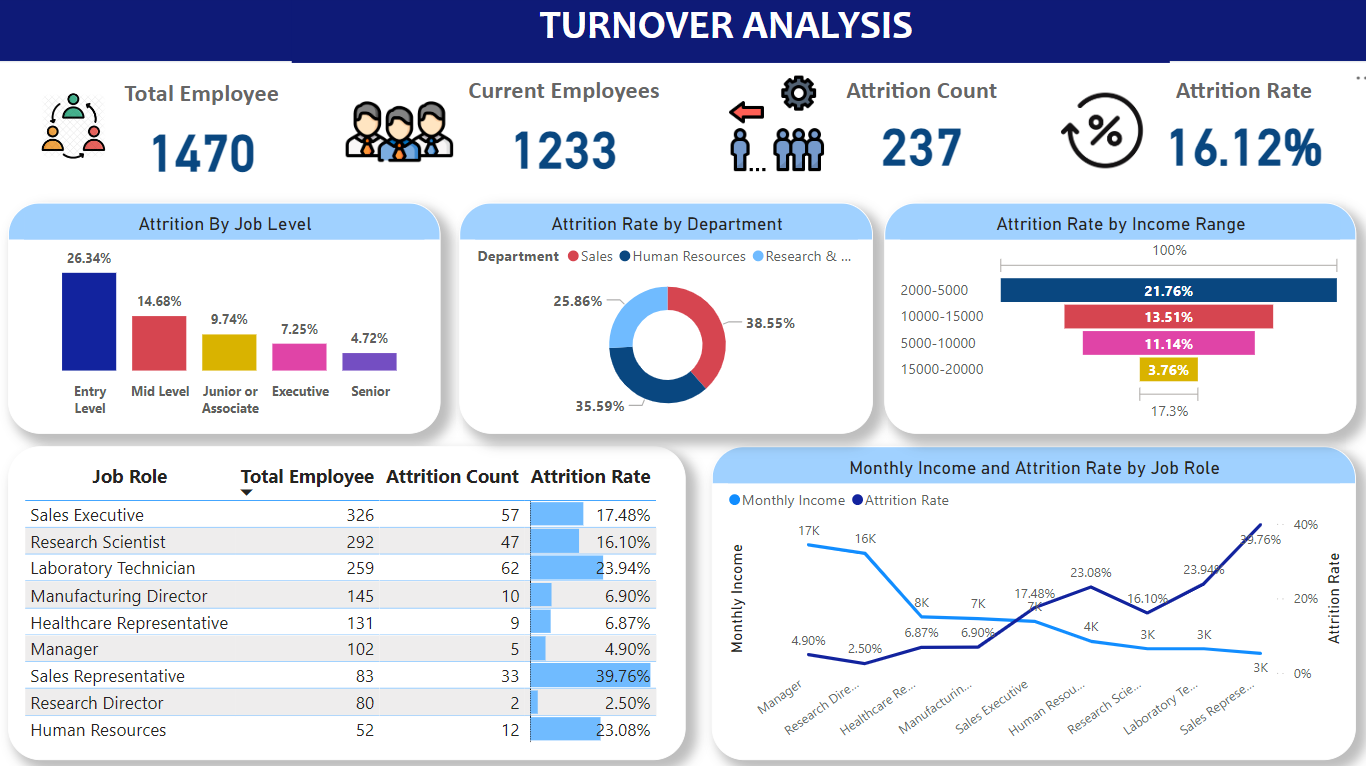 TURNOVER ANALYSIS
Total Employee
1470
Current Employees
1233
Attrition Count
237
Attrition Rate
16.12%
%
Attrition By Job Level
26.34%
14.68%
9.74%
7.25%
4.72%
Entry Level
Mid Level
Junior or Associate
Executive
Senior
Attrition Rate by Department
Department Sales Human Resources Research & ...
25.86%
38.55%
35.59%
Attrition Rate by Income Range
100%
2000-5000 21.76%
10000-15000 13.51%
5000-10000 11.14%
15000-20000 3.76%
17.3%
Job Role Total Employee Attrition Count Attrition Rate
Sales Executive 326 57 17.48%
Research Scientist 292 47 16.10%
Laboratory Technician 259 62 23.94%
Manufacturing Director 145 10 6.90%
Healthcare Representative 131 9 6.87%
Manager 102 5 4.90%
Sales Representative 83 33 39.76%
Research Director 80 2 2.50%
Human Resources 52 12 23.08%
Monthly Income and Attrition Rate by Job Role
Monthly Income Attrition Rate
Monthly Income
17K
16K
8K
7K
7K
4K
3K
3K
3K
4.90%
2.50%
6.87%
6.90%
17.48%
23.08%
16.10%
23.94%
39.76%
40%
20%
0%
Attrition Rate
Manager
Research Dire...
Healthcare Re...
Manufacturin...
Sales Executive
Human Resou...
Research Scie...
Laboratory Te...
Sales Represe...